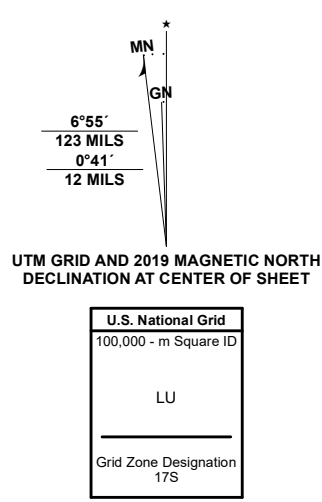 MN
GN
6°55´
123 MILS
0°41´
12 MILS
UTM GRID AND 2019 MAGNETIC NORTH
DECLINATION AT CENTER OF SHEET
U.S. National Grid
100,000 - m Square ID
LU
Grid Zone Designation
17S